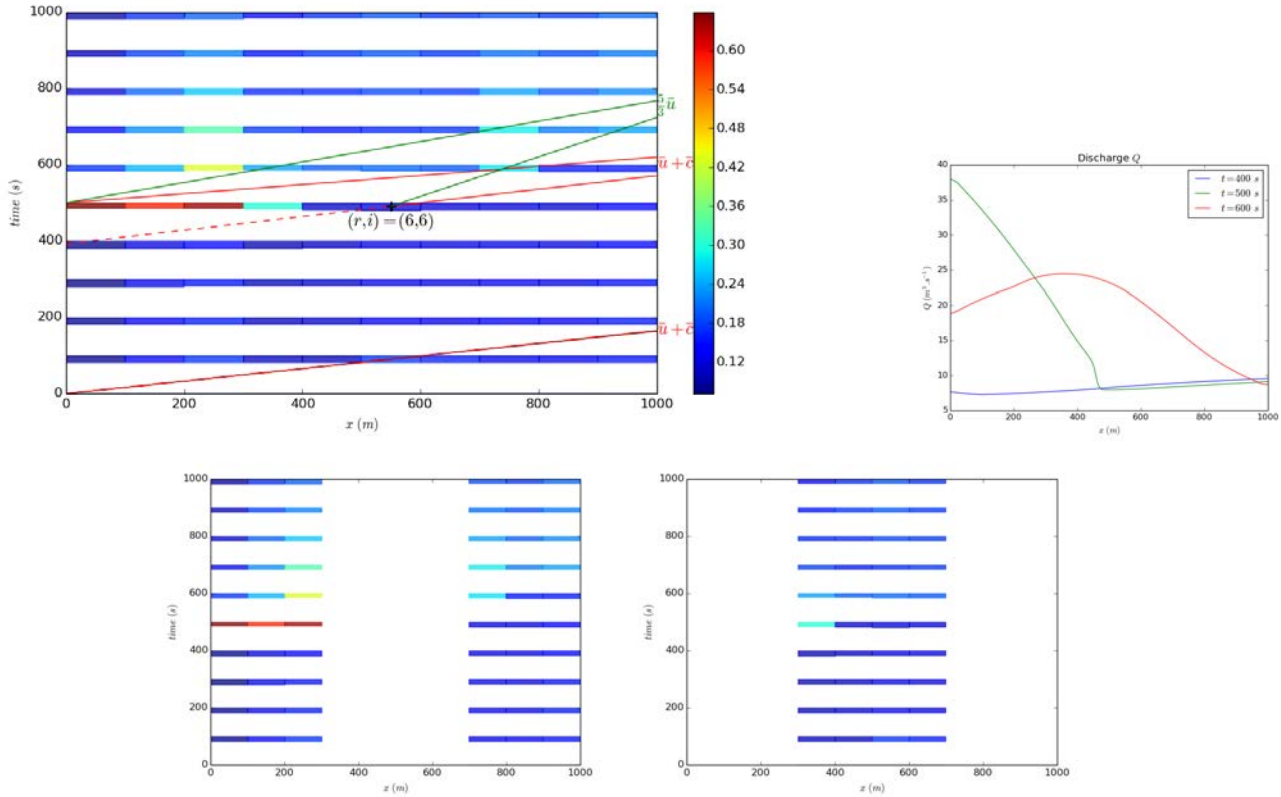 1000
800
600
400
200
0
time (s)
0 200 400 600 800 1000
x (m)
5/3 ū
ū + c̄
(r,i) = (6,6)
ū + c̄
0.60
0.54
0.48
0.42
0.36
0.30
0.24
0.18
0.12
Discharge Q
t = 400 s
t = 500 s
t = 600 s
40
35
30
25
20
15
10
5
Q (m³.s⁻¹)
0 200 400 600 800 1000
x (m)
1000
800
600
400
200
0
time (s)
0 200 400 600 800 1000
x (m)
1000
800
600
400
200
0
time (s)
0 200 400 600 800 1000
x (m)